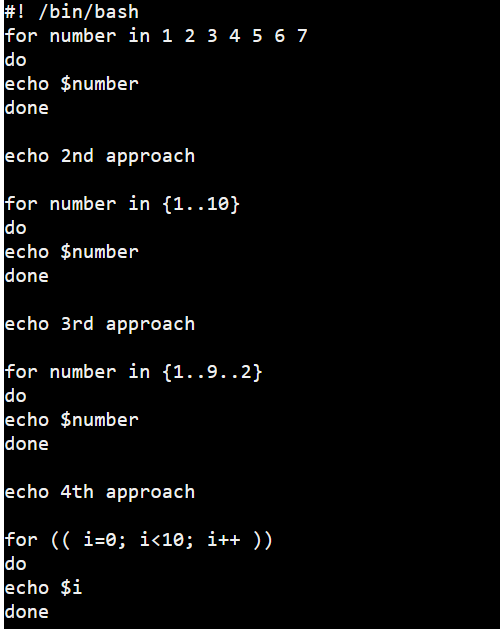 #! /bin/bash
for number in 1 2 3 4 5 6 7
do
echo $number
done

echo 2nd approach

for number in {1..10}
do
echo $number
done

echo 3rd approach

for number in {1..9..2}
do
echo $number
done

echo 4th approach

for (( i=0; i<10; i++ ))
do
echo $i
done